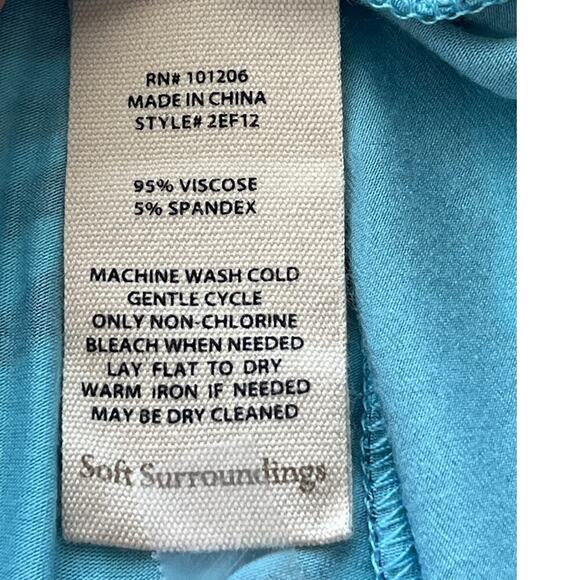 RN# 101206
MADE IN CHINA
STYLE# 2EF12
95% VISCOSE
5% SPANDEX
MACHINE WASH COLD
GENTLE CYCLE
ONLY NON-CHLORINE
BLEACH WHEN NEEDED
LAY FLAT TO DRY
WARM IRON IF NEEDED
MAY BE DRY CLEANED
Soft Surroundings